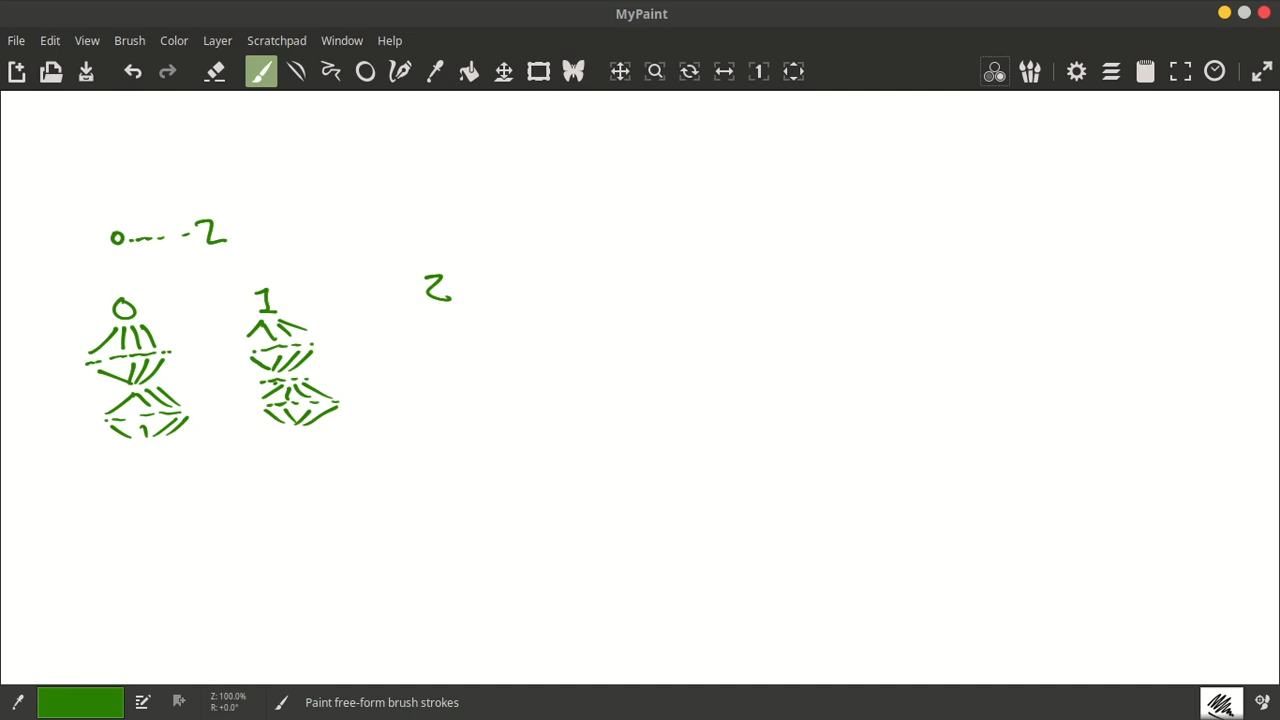 MyPaint
File Edit View Brush Color Layer Scratchpad Window Help
0---- -2
0 1 2
Z: 100.0%
R: +0.0°
Paint free-form brush strokes